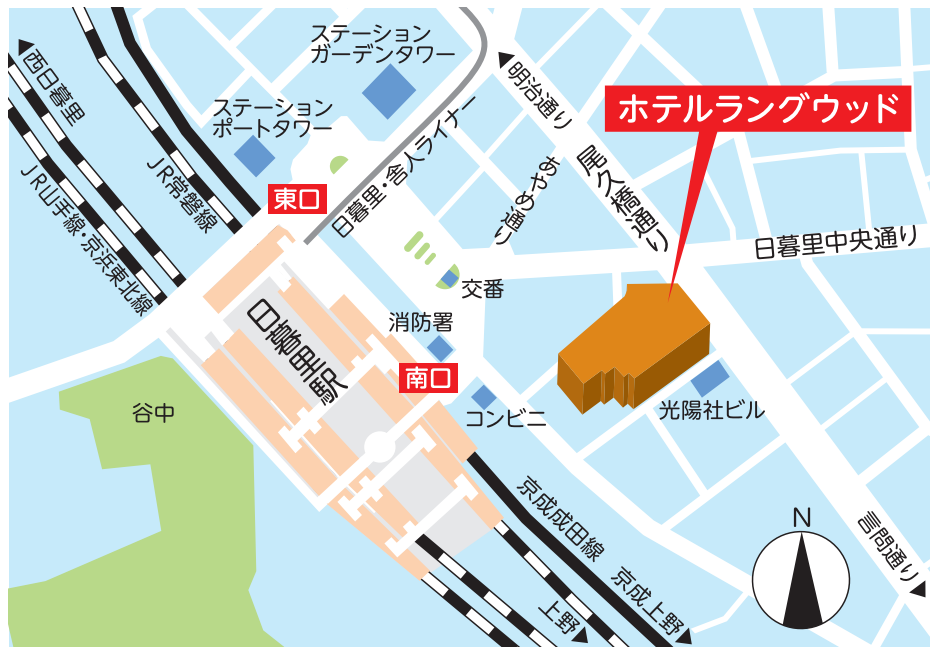 ステーション
ガーデンタワー
ステーション
ポートタワー
西日暮里
JR常磐線
JR山手線・京浜東北線
東口
日暮里・舎人ライナー
明治通り
あやめ通り
尾久橋通り
ホテルラングウッド
日暮里中央通り
交番
消防署
南口
日暮里駅
コンビニ
光陽社ビル
谷中
京成成田線
京成上野
上野
言問通り
N